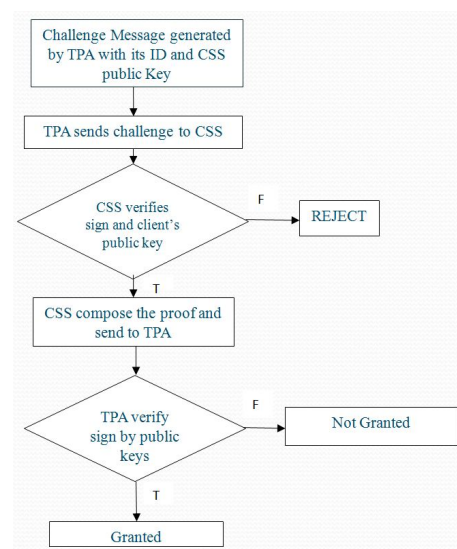 Challenge Message generated
by TPA with its ID and CSS
public Key
TPA sends challenge to CSS
CSS verifies
sign and client's
public key
F
REJECT
T
CSS compose the proof and
send to TPA
TPA verify
sign by public
keys
F
Not Granted
T
Granted